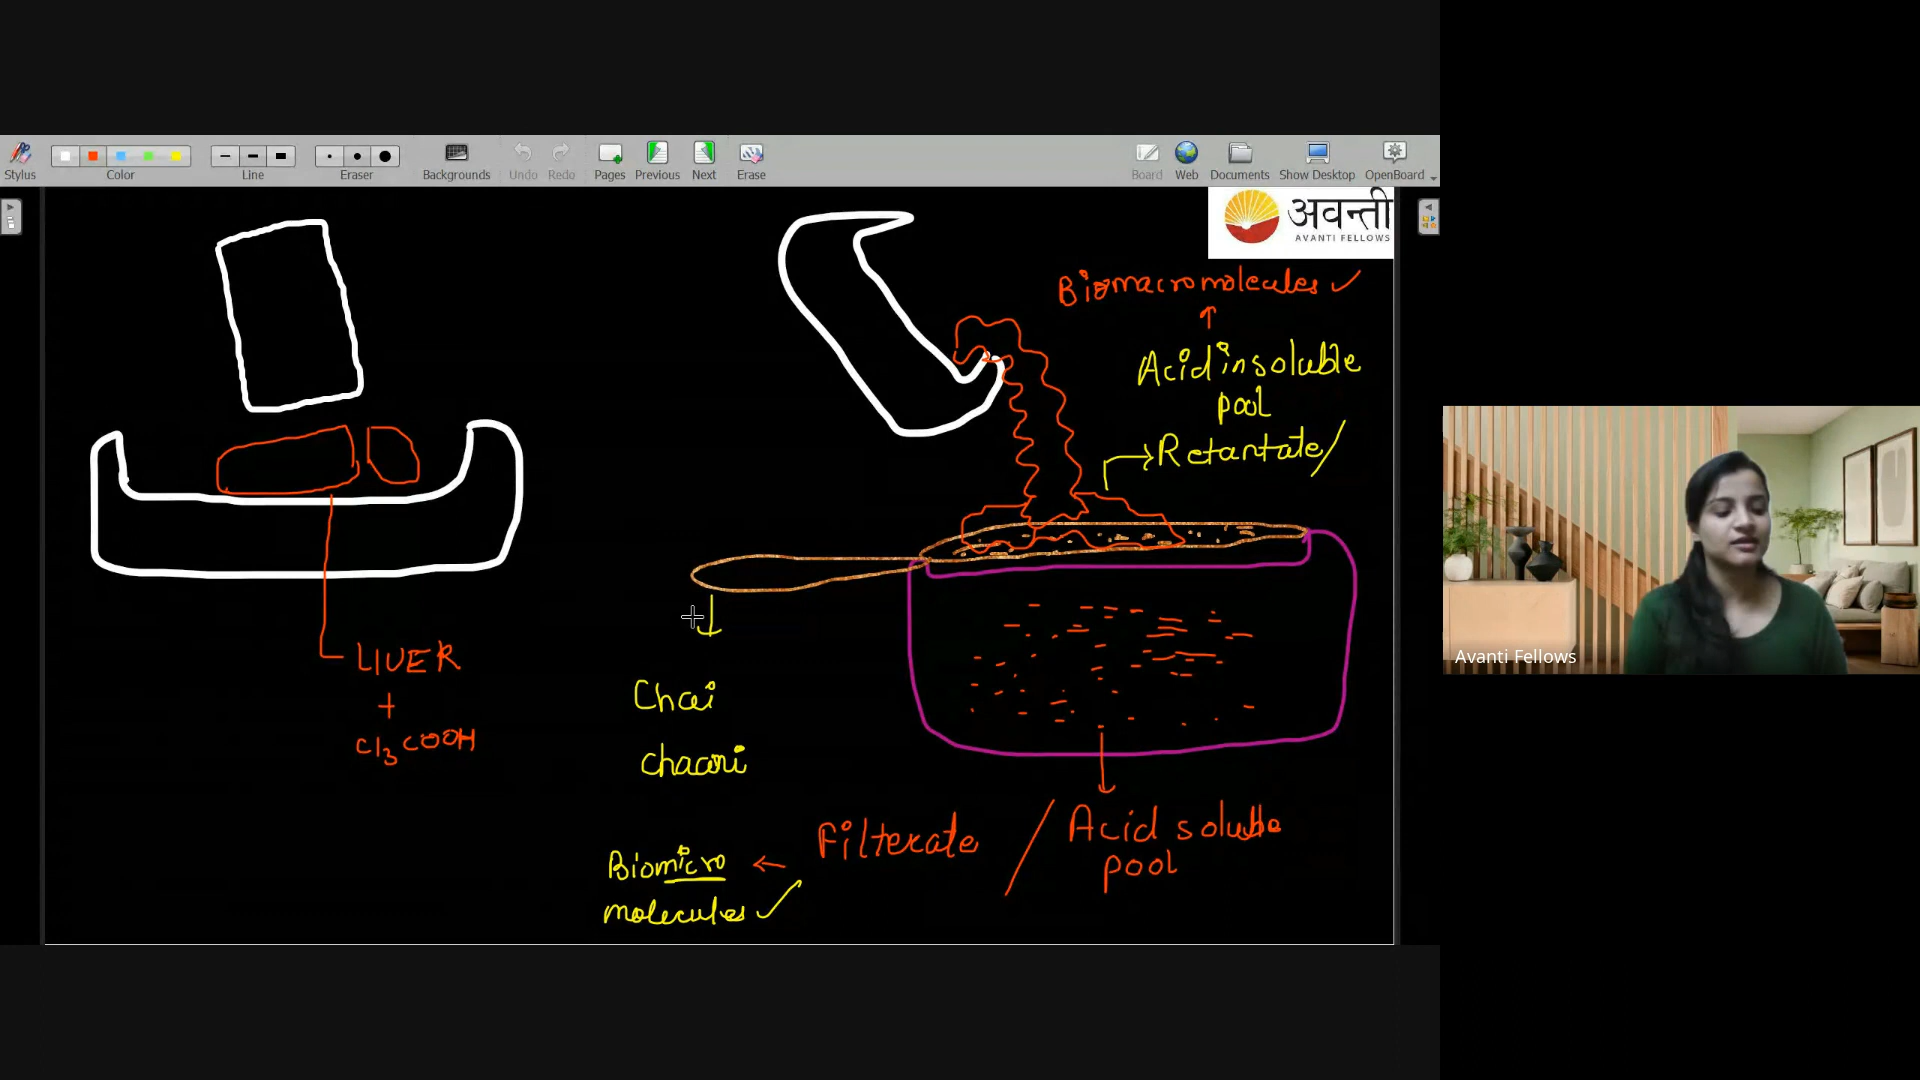 Stylus
Color
Line
Eraser
Backgrounds
Undo
Redo
Pages
Previous
Next
Erase
Board
Web
Documents
Show Desktop
OpenBoard
अवन्ती
AVANTI FELLOWS
Biomacromolecules ✓
↑
Acid insoluble
pool
→ Retantate/
LIVER
+
Cl3COOH
Chai
Filterate / Acid soluble
pool
Biomicro ←
molecules ✓
Avanti Fellows